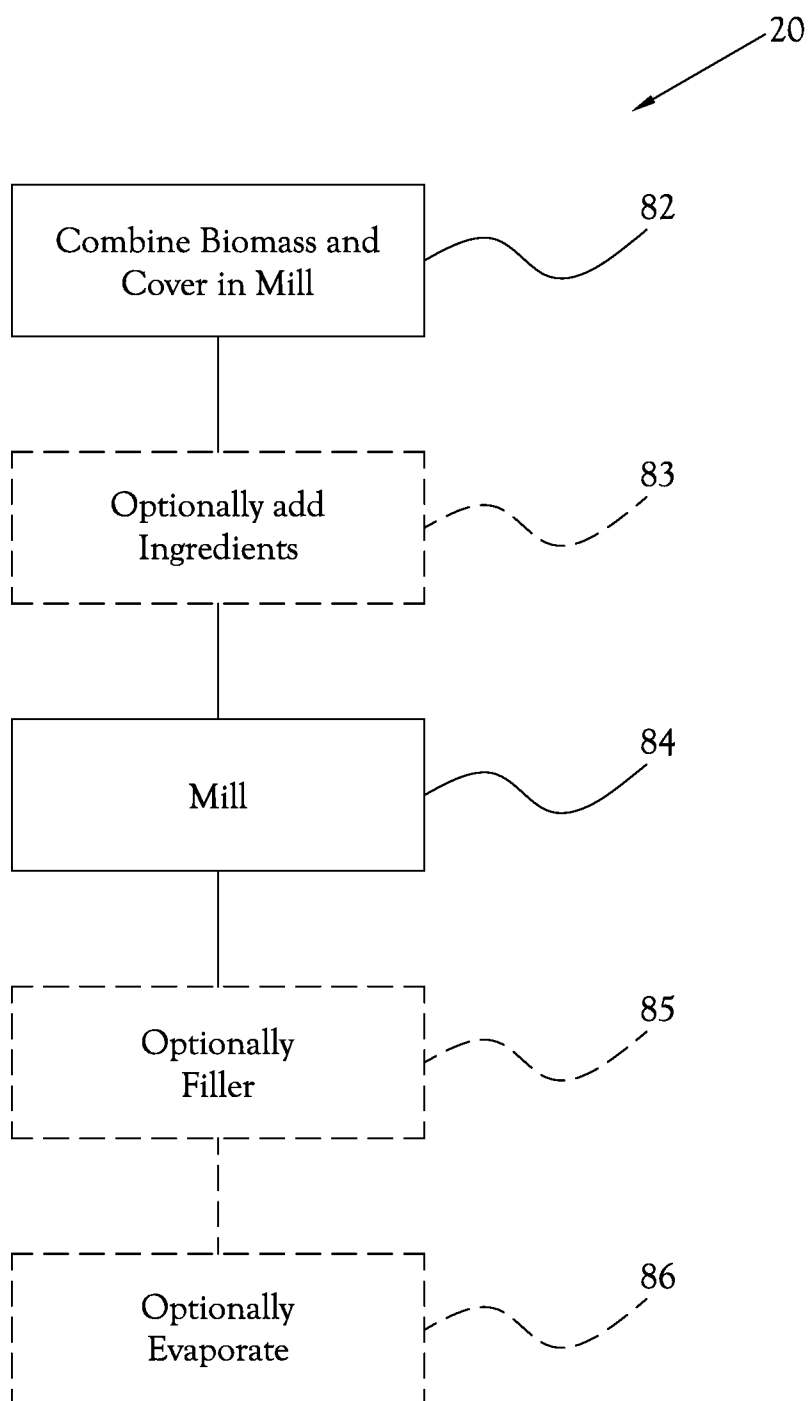 20
82
Combine Biomass and
Cover in Mill
83
Optionally add
Ingredients
84
Mill
85
Optionally
Filler
86
Optionally
Evaporate